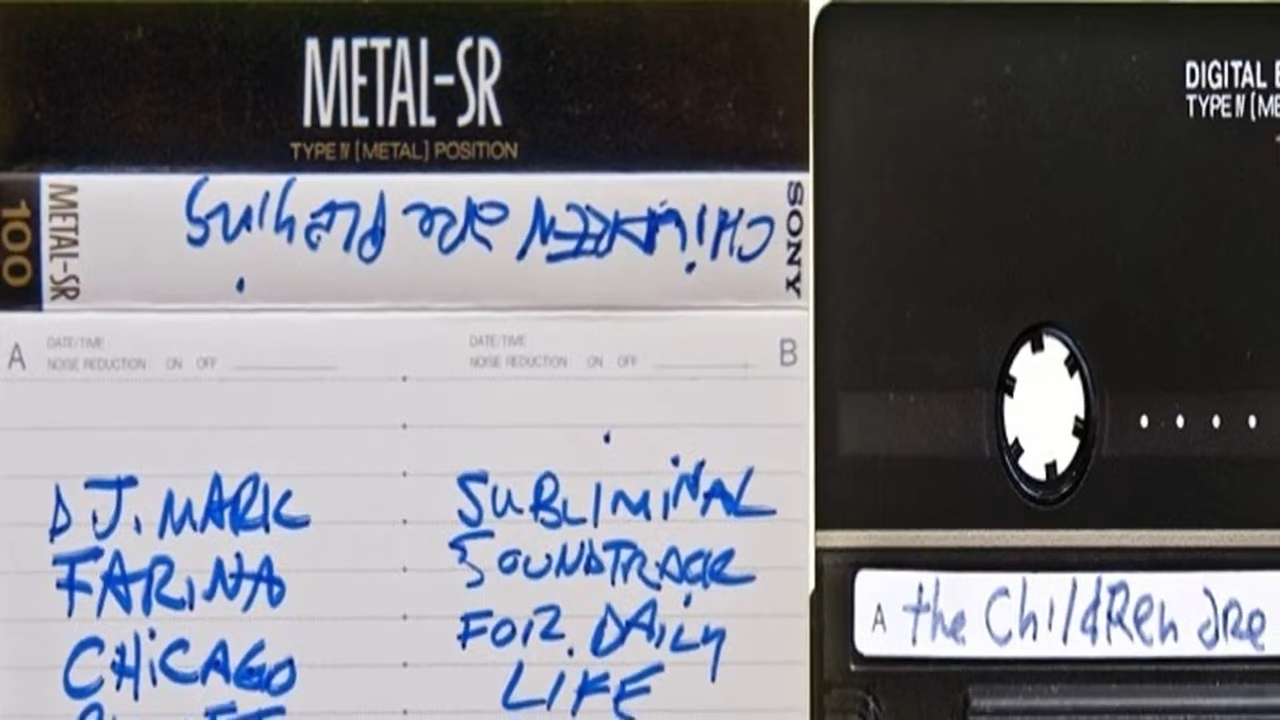 METAL-SR
TYPE IV (METAL) POSITION
100
METAL-SR
CHILDREN are PLaying
SONY
A
DATE/TIME
NOISE REDUCTION ON OFF
DATE/TIME
NOISE REDUCTION ON OFF
B
DJ. MARK
FARINA
CHICAGO
SUBLIMINAL
SOUNDTRACK
FOR. DAILY
LIFE
DIGITAL
TYPE IV (ME
A the ChildRen are